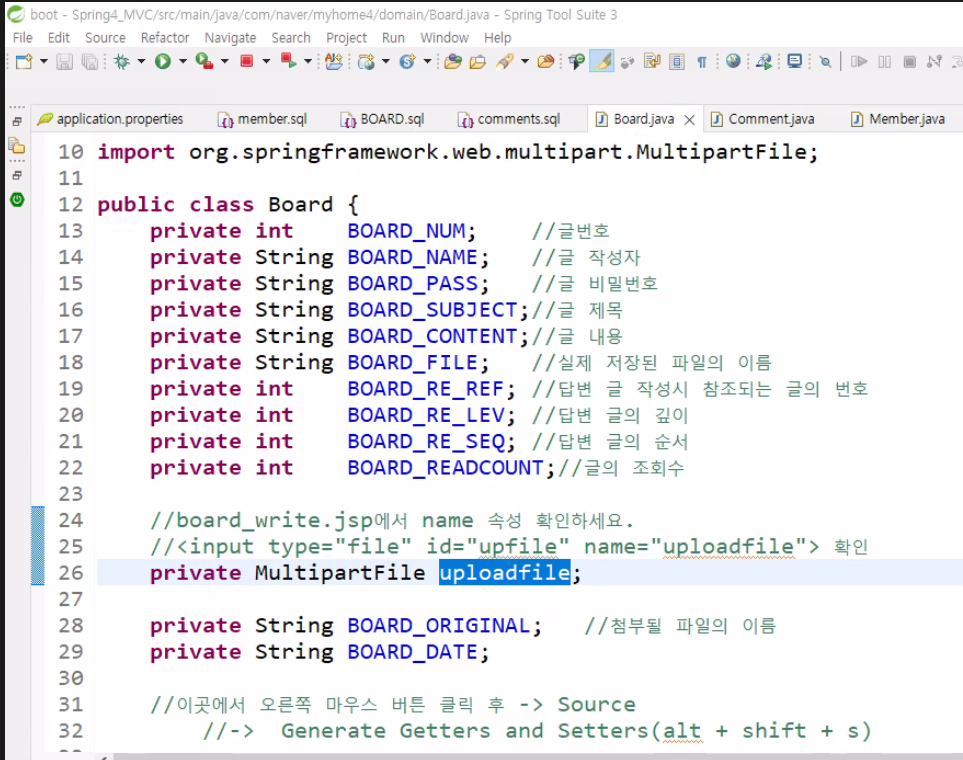 boot - Spring4_MVC/src/main/java/com/naver/myhome4/domain/Board.java - Spring Tool Suite 3
File Edit Source Refactor Navigate Search Project Run Window Help
application.properties member.sql BOARD.sql comments.sql Board.java Comment.java Member.java
10 import org.springframework.web.multipart.MultipartFile;
11
12 public class Board {
13 private int BOARD_NUM; //글번호
14 private String BOARD_NAME; //글 작성자
15 private String BOARD_PASS; //글 비밀번호
16 private String BOARD_SUBJECT;//글 제목
17 private String BOARD_CONTENT;//글 내용
18 private String BOARD_FILE; //실제 저장된 파일의 이름
19 private int BOARD_RE_REF; //답변 글 작성시 참조되는 글의 번호
20 private int BOARD_RE_LEV; //답변 글의 깊이
21 private int BOARD_RE_SEQ; //답변 글의 순서
22 private int BOARD_READCOUNT;//글의 조회수
23
24 //board_write.jsp에서 name 속성 확인하세요.
25 //<input type="file" id="upfile" name="uploadfile"> 확인
26 private MultipartFile uploadfile;
27
28 private String BOARD_ORIGINAL; //첨부될 파일의 이름
29 private String BOARD_DATE;
30
31 //이곳에서 오른쪽 마우스 버튼 클릭 후 -> Source
32 //-> Generate Getters and Setters(alt + shift + s)